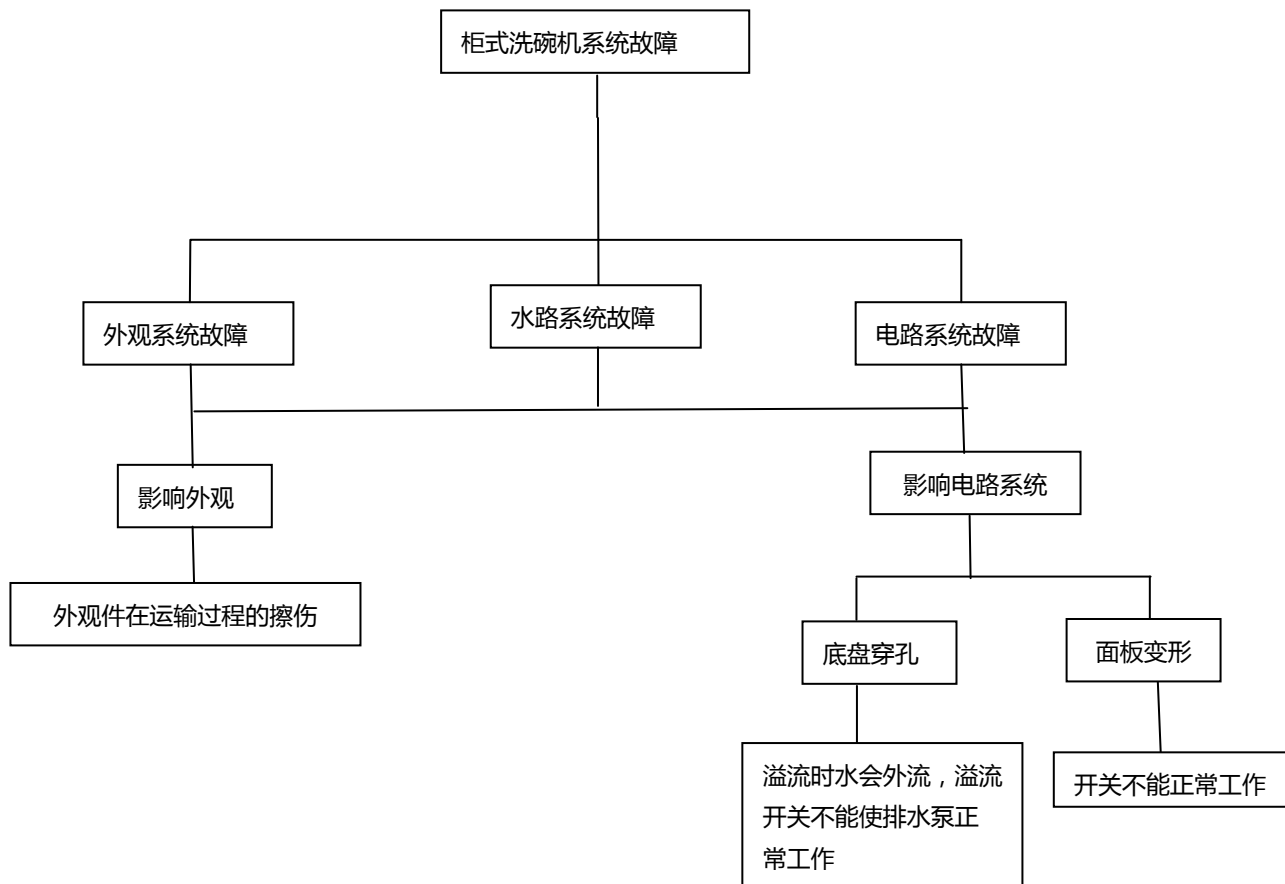 柜式洗碗机系统故障
外观系统故障
水路系统故障
电路系统故障
影响外观
影响电路系统
外观件在运输过程的擦伤
底盘穿孔
面板变形
溢流时水会外流，溢流
开关不能使排水泵正
常工作
开关不能正常工作